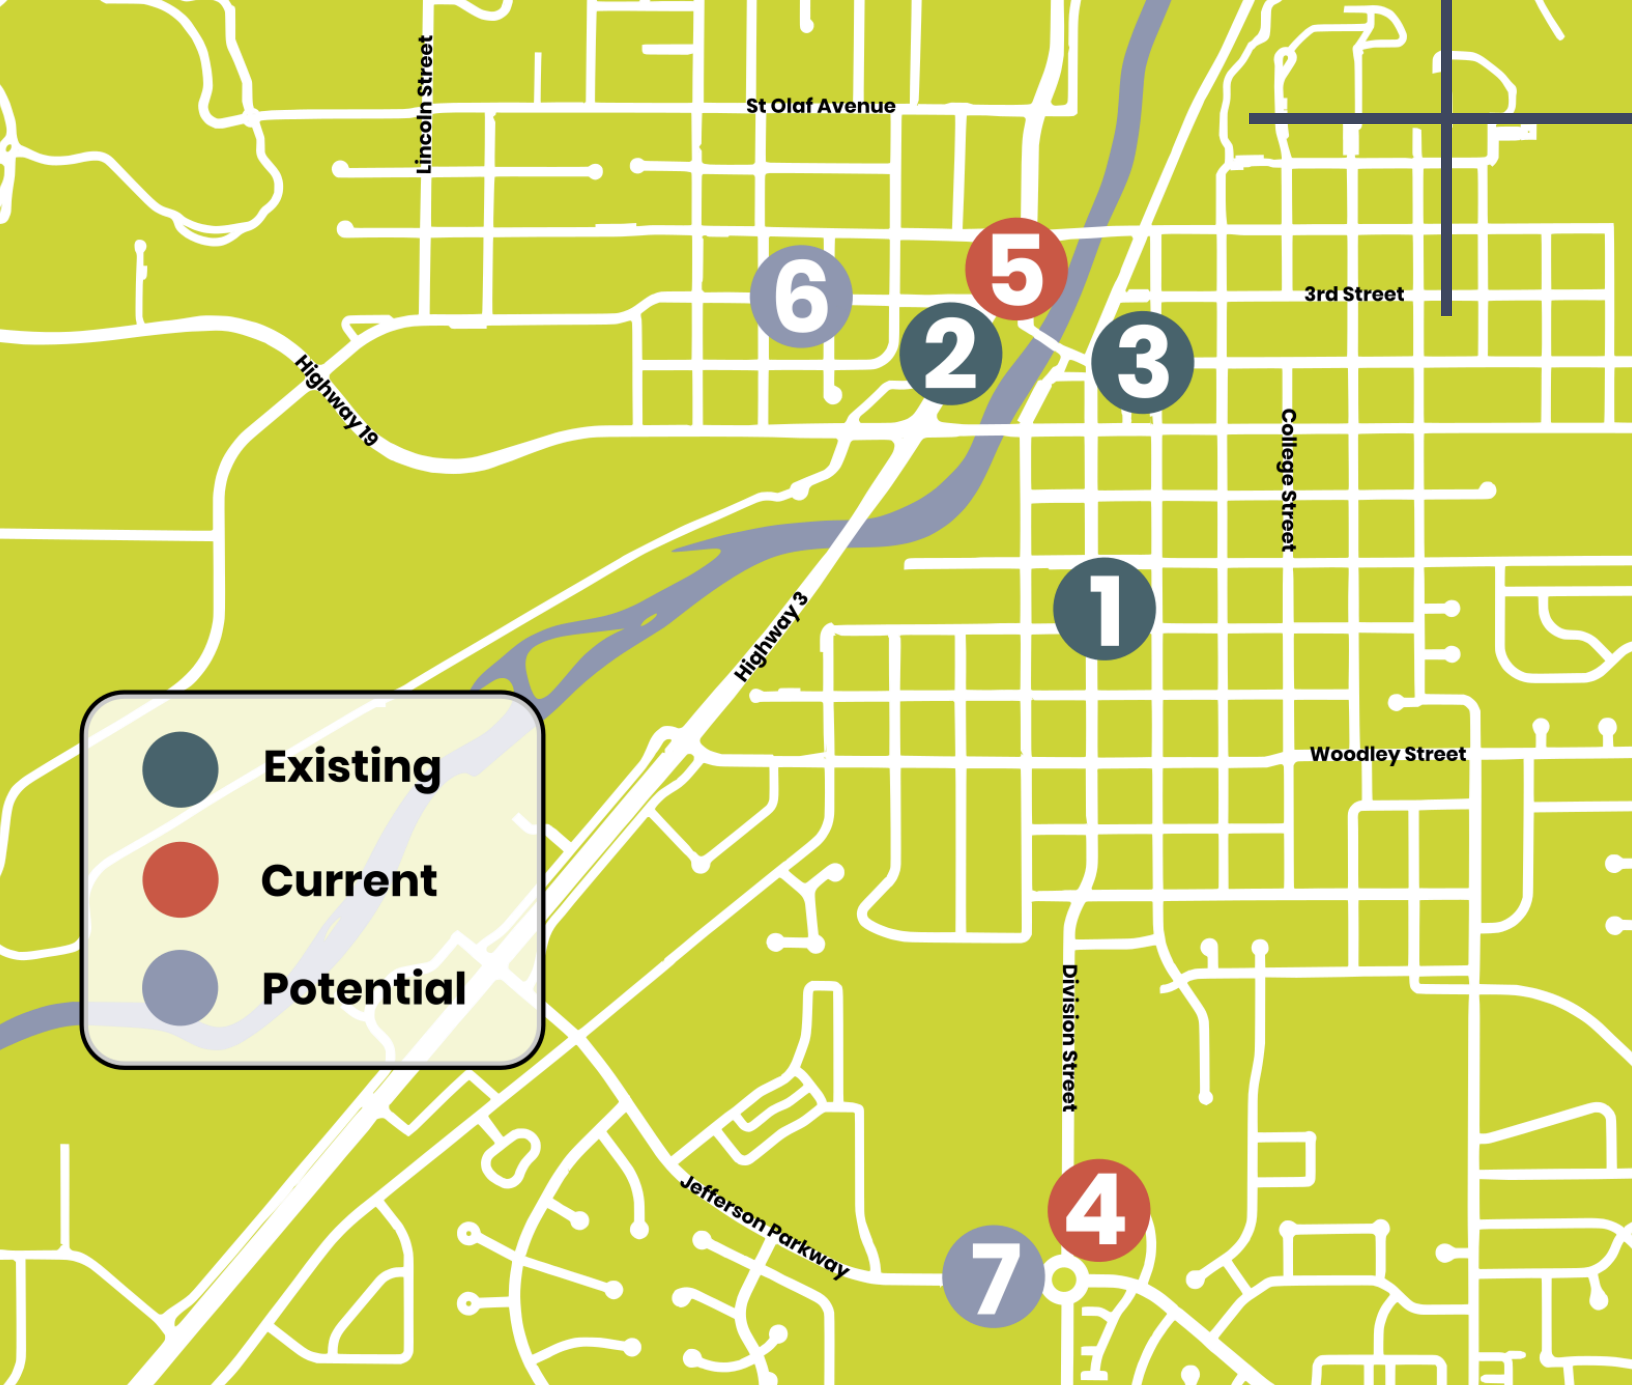 Lincoln Street
St Olaf Avenue
5
6
3rd Street
2
3
Highway 19
College Street
1
Highway 3
Woodley Street
Existing
Current
Potential
Division Street
4
Jefferson Parkway
7